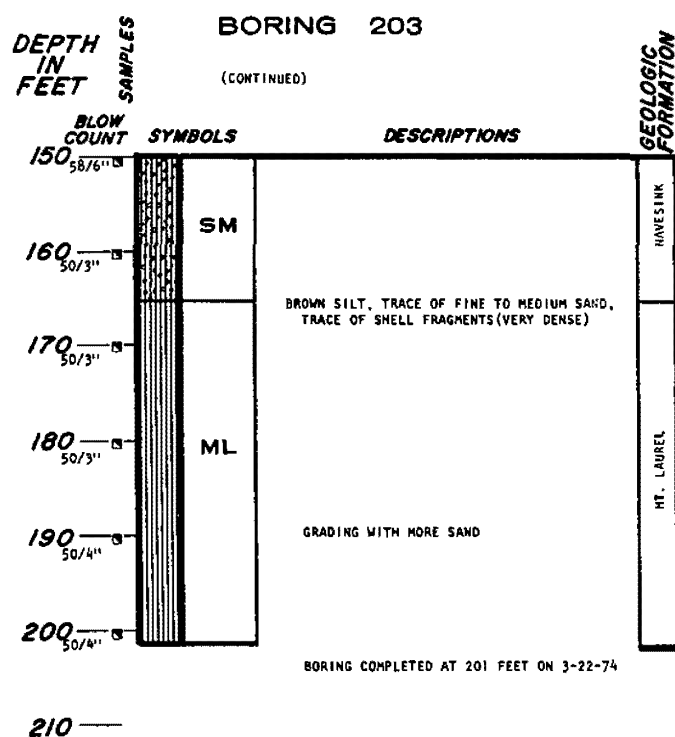 BORING 203
(CONTINUED)
DEPTH
IN
FEET
SAMPLES
BLOW
COUNT
SYMBOLS
DESCRIPTIONS
GEOLOGIC
FORMATION
150
58/6"
SM
NAVESINK
160
50/3"
BROWN SILT, TRACE OF FINE TO MEDIUM SAND,
TRACE OF SHELL FRAGMENTS(VERY DENSE)
170
50/3"
180
50/3"
ML
MT. LAUREL
190
50/4"
GRADING WITH MORE SAND
200
50/4"
BORING COMPLETED AT 201 FEET ON 3-22-74
210